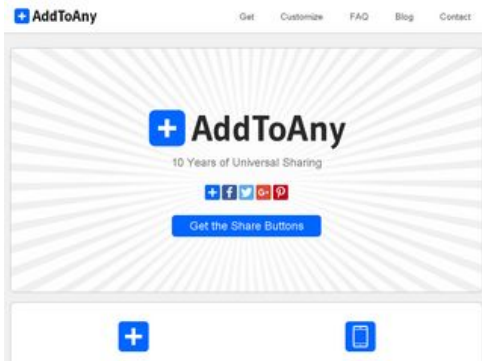 AddToAny
Get Customize FAQ Blog Contact
AddToAny
10 Years of Universal Sharing
Get the Share Buttons